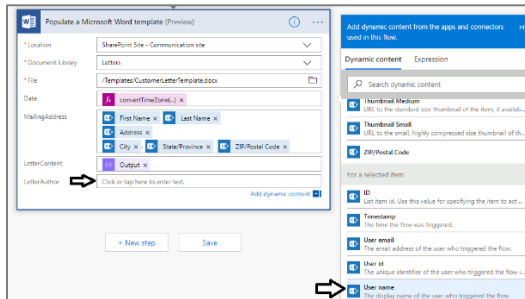 Populate a Microsoft Word template (Preview)
* Location
SharePoint Site - Communication site
* Document Library
Letters
* File
/Templates/CustomerLetterTemplate.docx
Date
fx convertTimeZone(...) ×
MailingAddress
First Name × Last Name ×
Address ×
City × , State/Province × ZIP/Postal Code ×
LetterContent
Output ×
LetterAuthor
Click or tap here to enter text.
Add dynamic content
+ New step
Save
Add dynamic content from the apps and connectors
used in this flow.
Dynamic content
Expression
Search dynamic content
Thumbnail Medium
URL to the standard size thumbnail of the item, if availab...
Thumbnail Small
URL to the small, highly compressed size thumbnail of th...
ZIP/Postal Code
For a selected item
ID
List item id. Use this value for specifying the item to act ...
Timestamp
The time the flow was triggered.
User email
The email address of the user who triggered the flow.
User id
The unique identifier of the user who triggered the flow i...
User name
The display name of the user who triggered the flow.